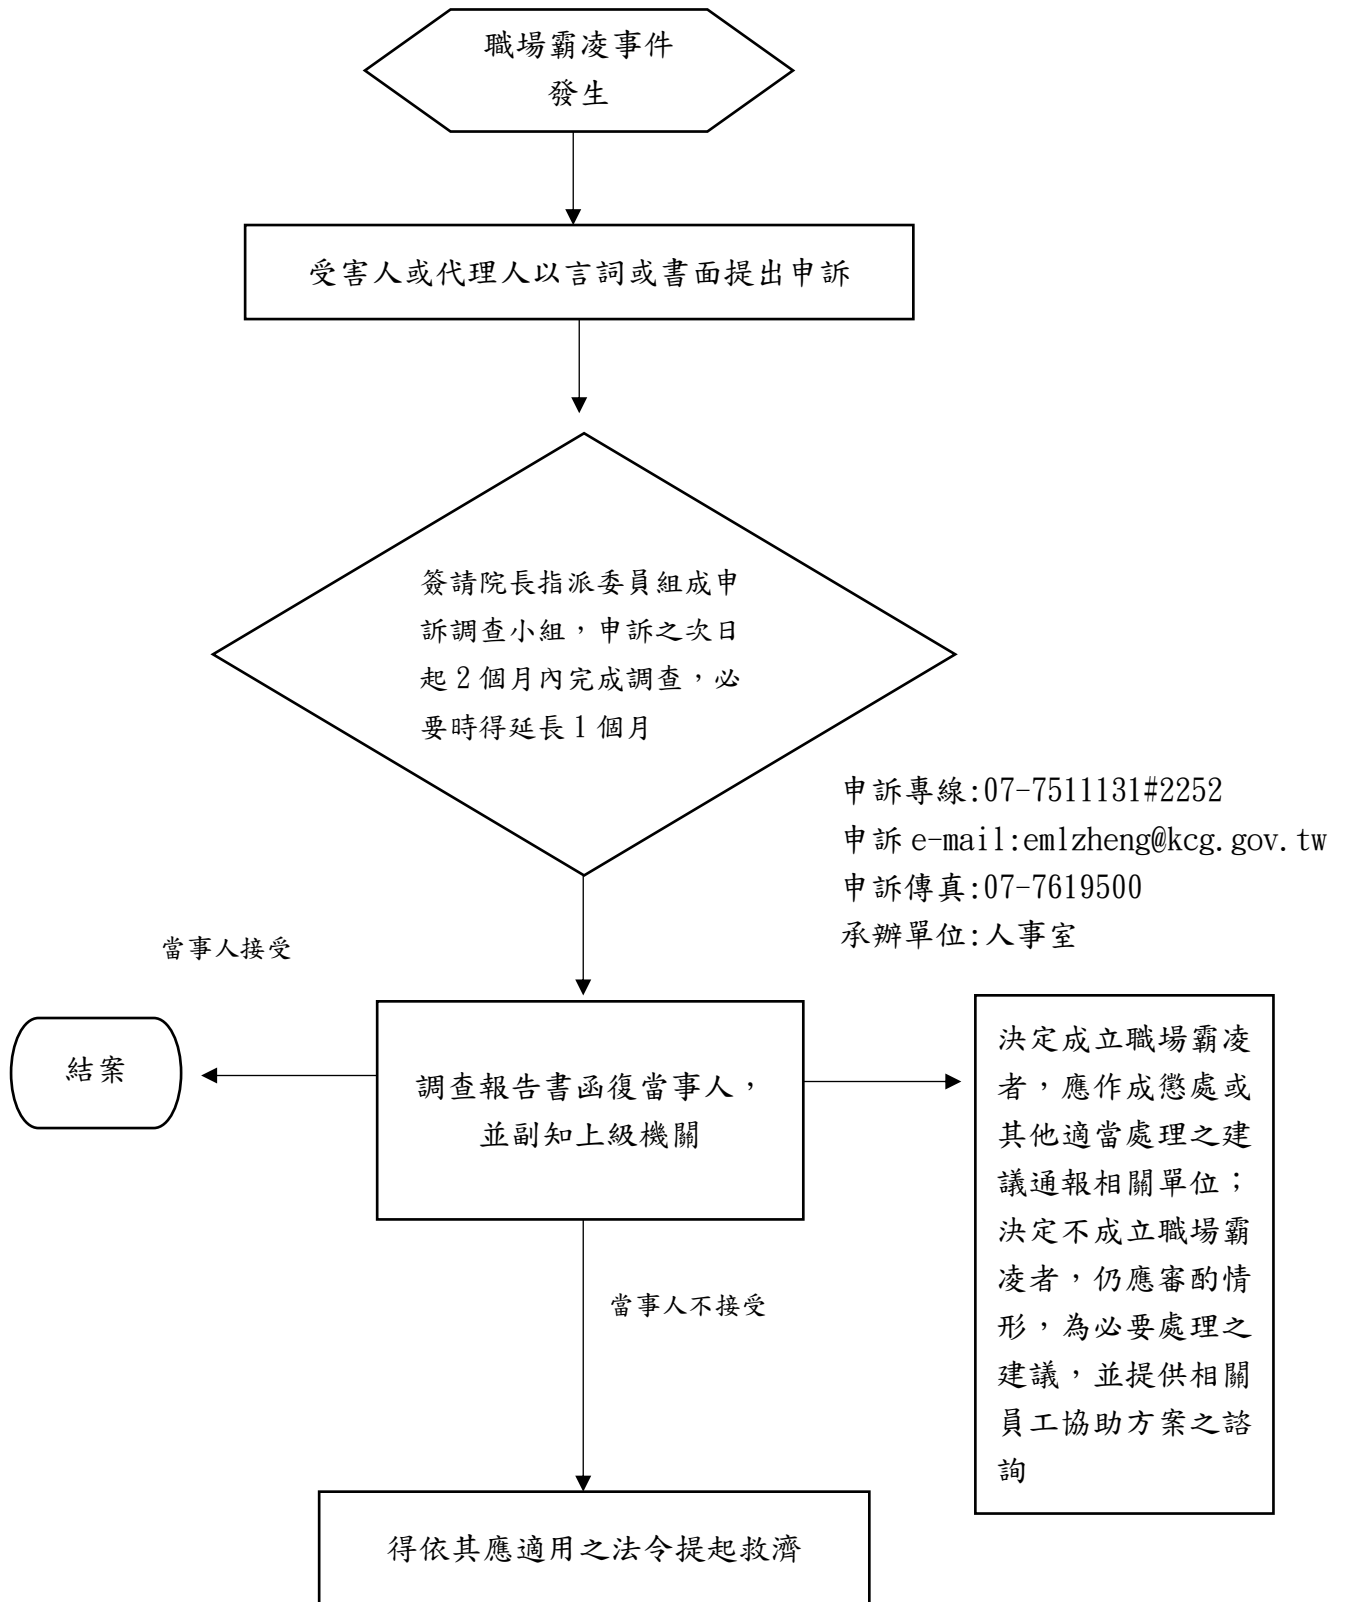 職場霸凌事件
發生
受害人或代理人以言詞或書面提出申訴
簽請院長指派委員組成申
訴調查小組，申訴之次日
起2個月內完成調查，必
要時得延長1個月
申訴專線:07-7511131#2252
申訴e-mail:emlzheng@kcg.gov.tw
申訴傳真:07-7619500
承辦單位:人事室
當事人接受
結案
調查報告書函復當事人，
並副知上級機關
決定成立職場霸凌
者，應作成懲處或
其他適當處理之建
議通報相關單位；
決定不成立職場霸
凌者，仍應審酌情
形，為必要處理之
建議，並提供相關
員工協助方案之諮
詢
當事人不接受
得依其應適用之法令提起救濟